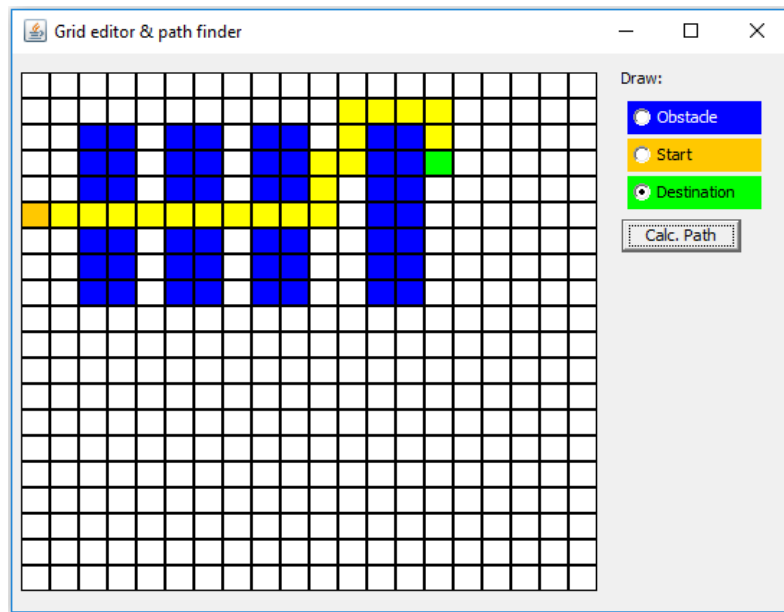 Grid editor & path finder
Draw:
Obstacle
Start
Destination
Calc. Path